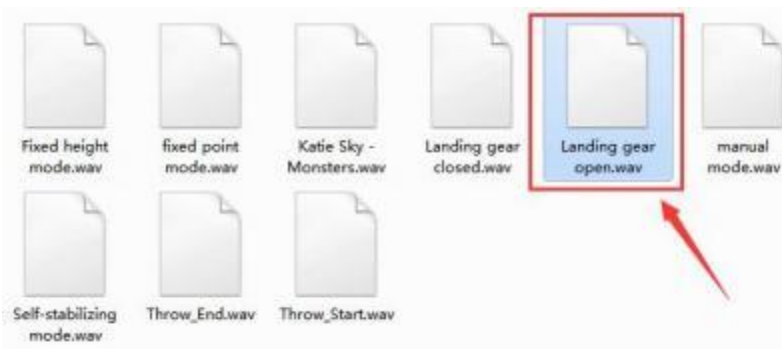 Fixed height
mode.wav
fixed point
mode.wav
Katie Sky -
Monsters.wav
Landing gear
closed.wav
Landing gear
open.wav
manual
mode.wav
Self-stabilizing
mode.wav
Throw_End.wav
Throw_Start.wav